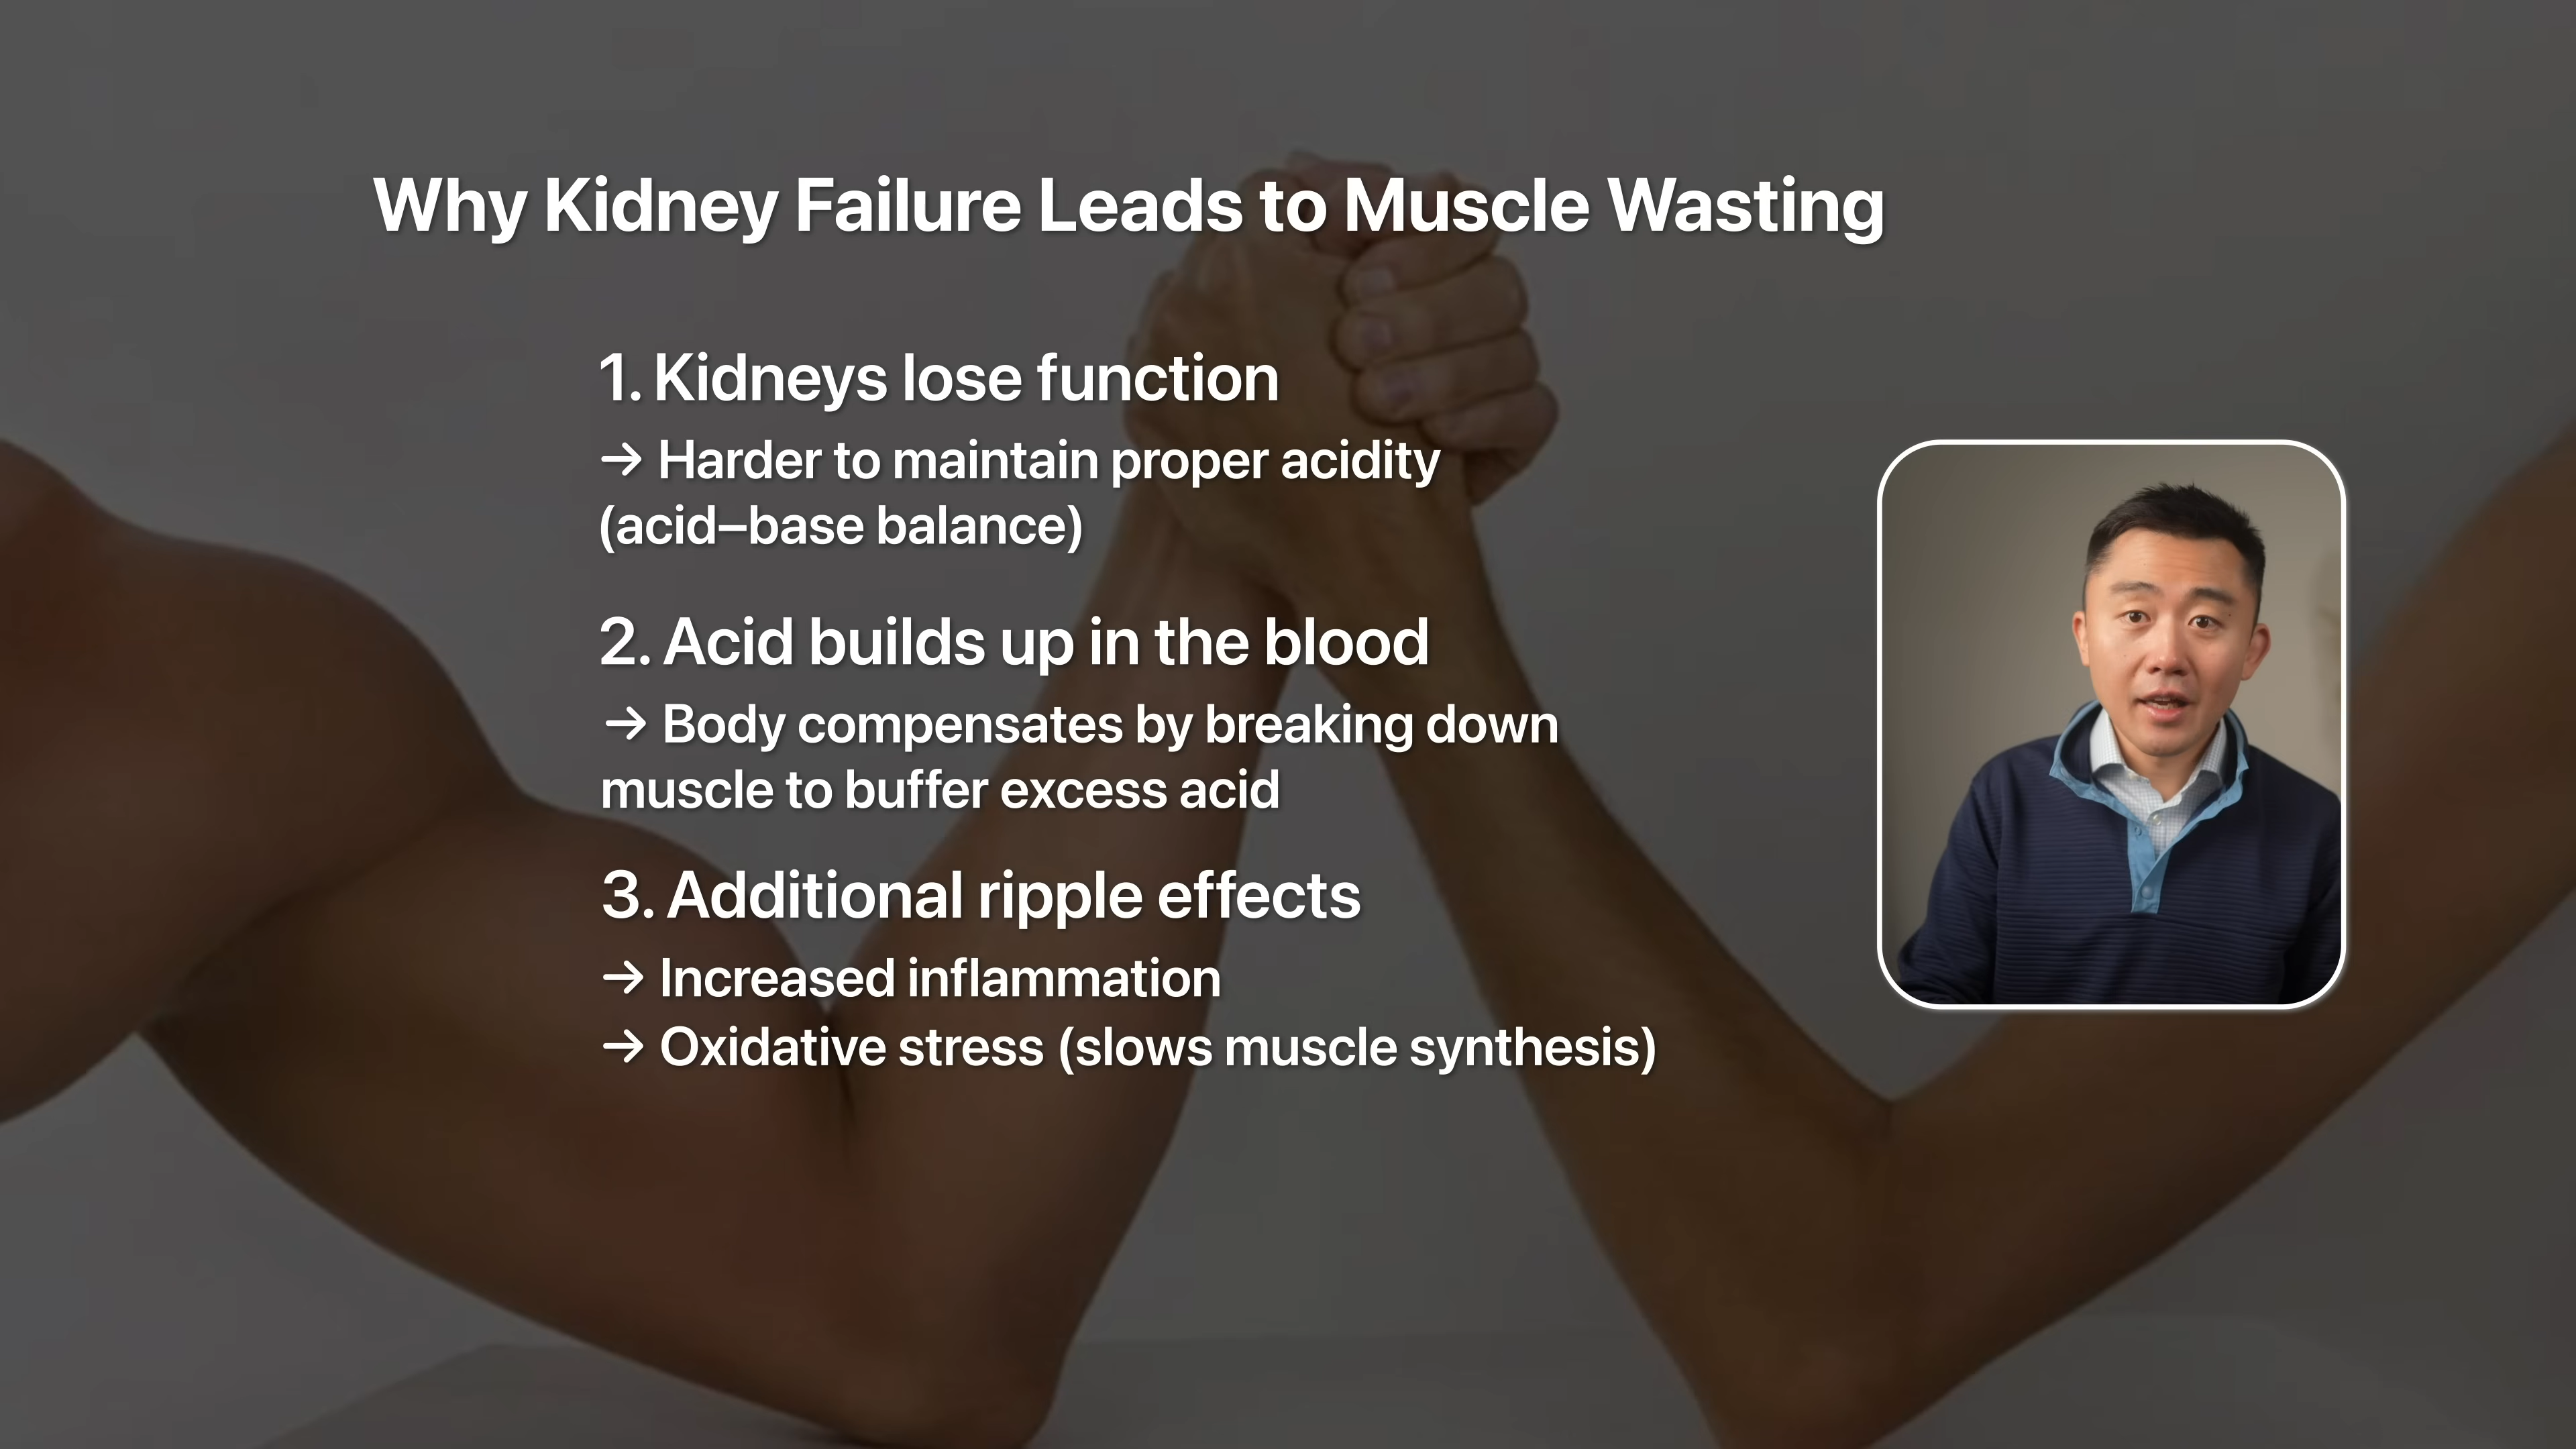 Why Kidney Failure Leads to Muscle Wasting
1. Kidneys lose function
→ Harder to maintain proper acidity
(acid–base balance)
2. Acid builds up in the blood
→ Body compensates by breaking down
muscle to buffer excess acid
3. Additional ripple effects
→ Increased inflammation
→ Oxidative stress (slows muscle synthesis)